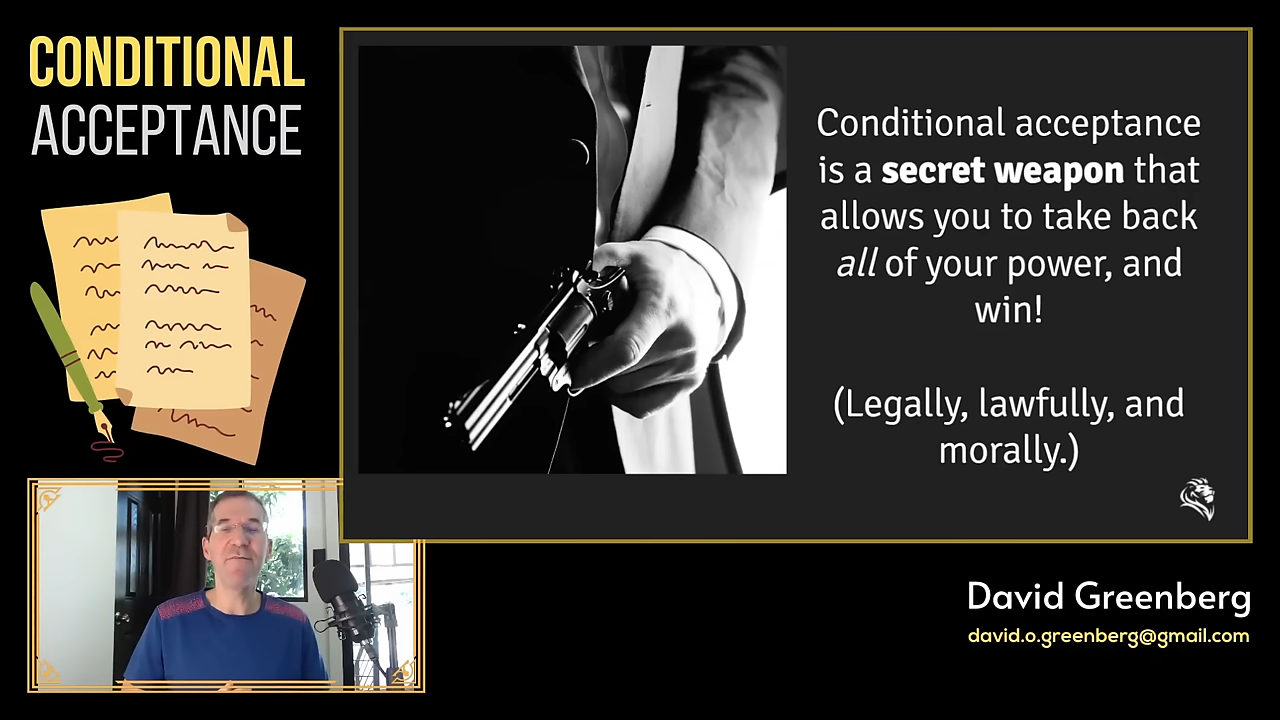 CONDITIONAL
ACCEPTANCE
Conditional acceptance
is a secret weapon that
allows you to take back
all of your power, and
win!
(Legally, lawfully, and
morally.)
David Greenberg
david.o.greenberg@gmail.com